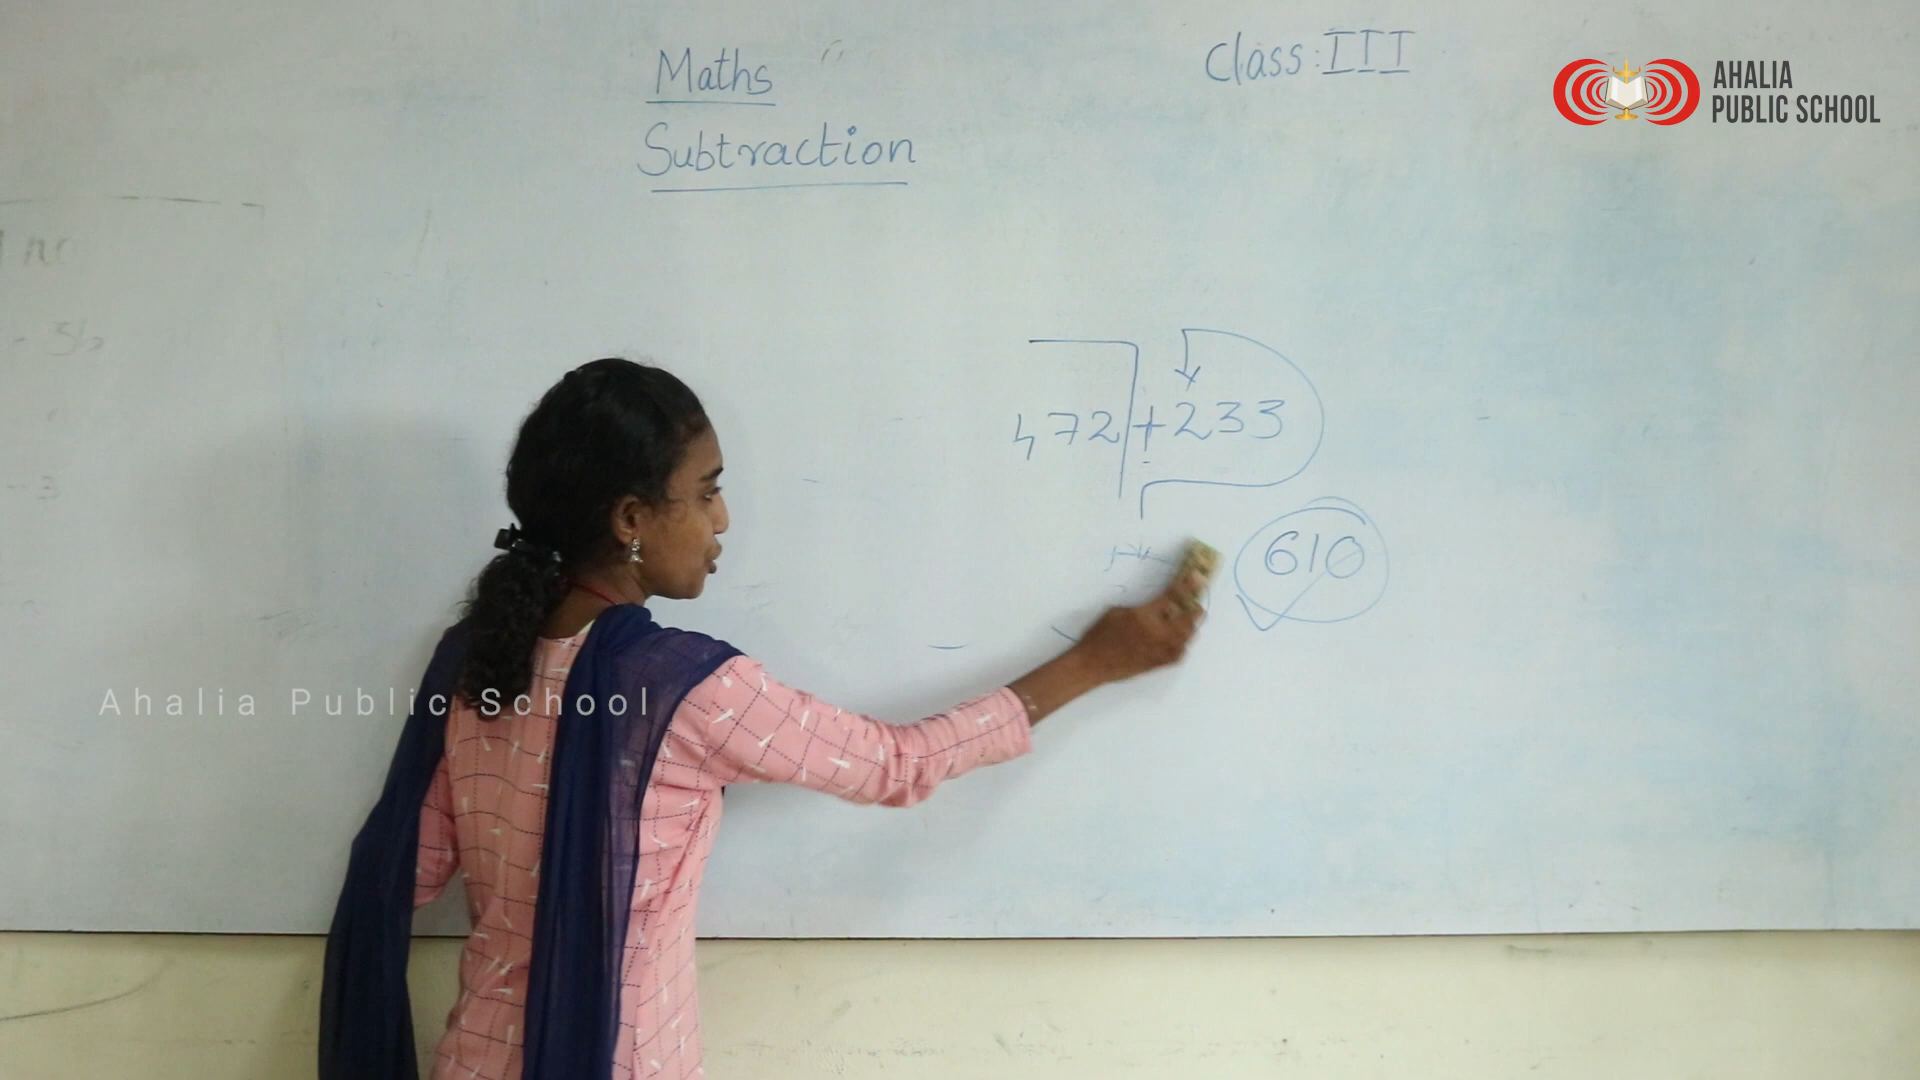 Maths
Class: III
AHALIA
PUBLIC SCHOOL
Subtraction
472 + 233
610
Ahalia Public School